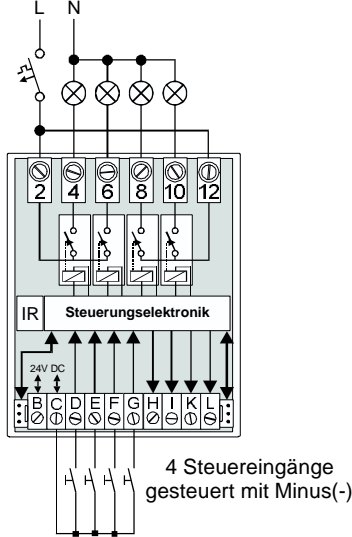 L N
2 4 6 8 10 12
IR Steuerungselektronik
24V DC
B C D E F G H I K L
4 Steuereingänge
gesteuert mit Minus(-)